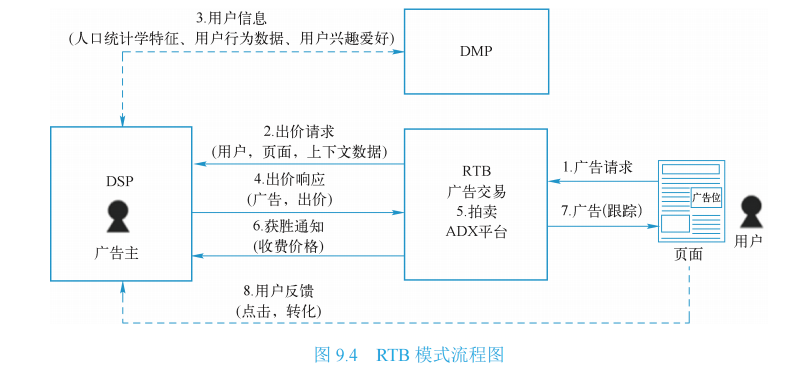 3.用户信息
(人口统计学特征、用户行为数据、用户兴趣爱好)
DMP
2.出价请求
(用户，页面，上下文数据)
DSP
4.出价响应
(广告，出价)
广告主
6.获胜通知
(收费价格)
RTB
广告交易
5.拍卖
ADX平台
1.广告请求
7.广告(跟踪)
广告位
页面
用户
8.用户反馈
(点击，转化)
图 9.4 RTB 模式流程图